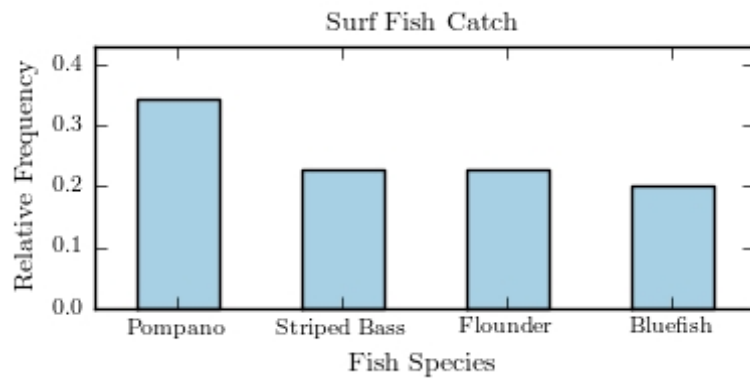 Surf Fish Catch
Relative Frequency
0.4
0.3
0.2
0.1
0.0
Pompano Striped Bass Flounder Bluefish
Fish Species